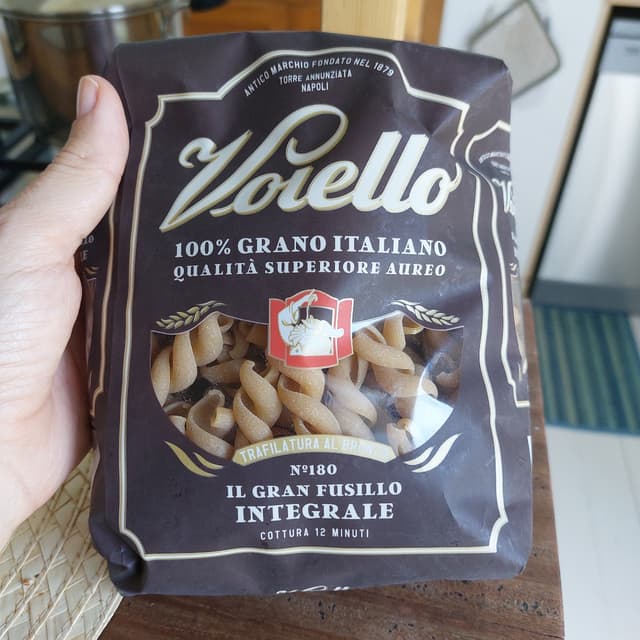 ANTICO MARCHIO FONDATO NEL 1879
TORRE ANNUNZIATA
NAPOLI
Voiello
100% GRANO ITALIANO
QUALITÀ SUPERIORE AUREO
TRAFILATURA AL
Nº180
IL GRAN FUSILLO
INTEGRALE
COTTURA 12 MINUTI